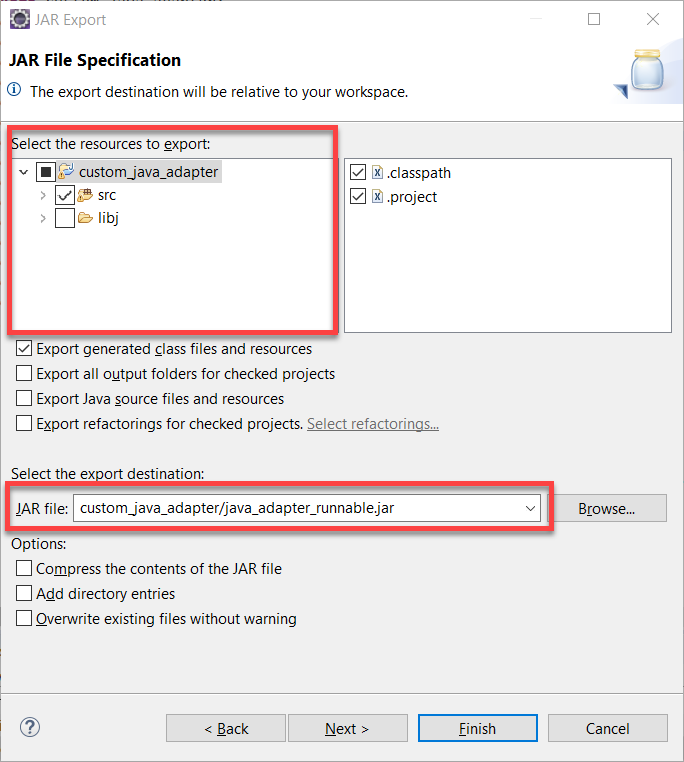 JAR Export
JAR File Specification
The export destination will be relative to your workspace.
Select the resources to export:
custom_java_adapter
src
libj
.classpath
.project
Export generated class files and resources
Export all output folders for checked projects
Export Java source files and resources
Export refactorings for checked projects. Select refactorings...
Select the export destination:
JAR file: custom_java_adapter/java_adapter_runnable.jar Browse...
Options:
Compress the contents of the JAR file
Add directory entries
Overwrite existing files without warning
? < Back Next > Finish Cancel